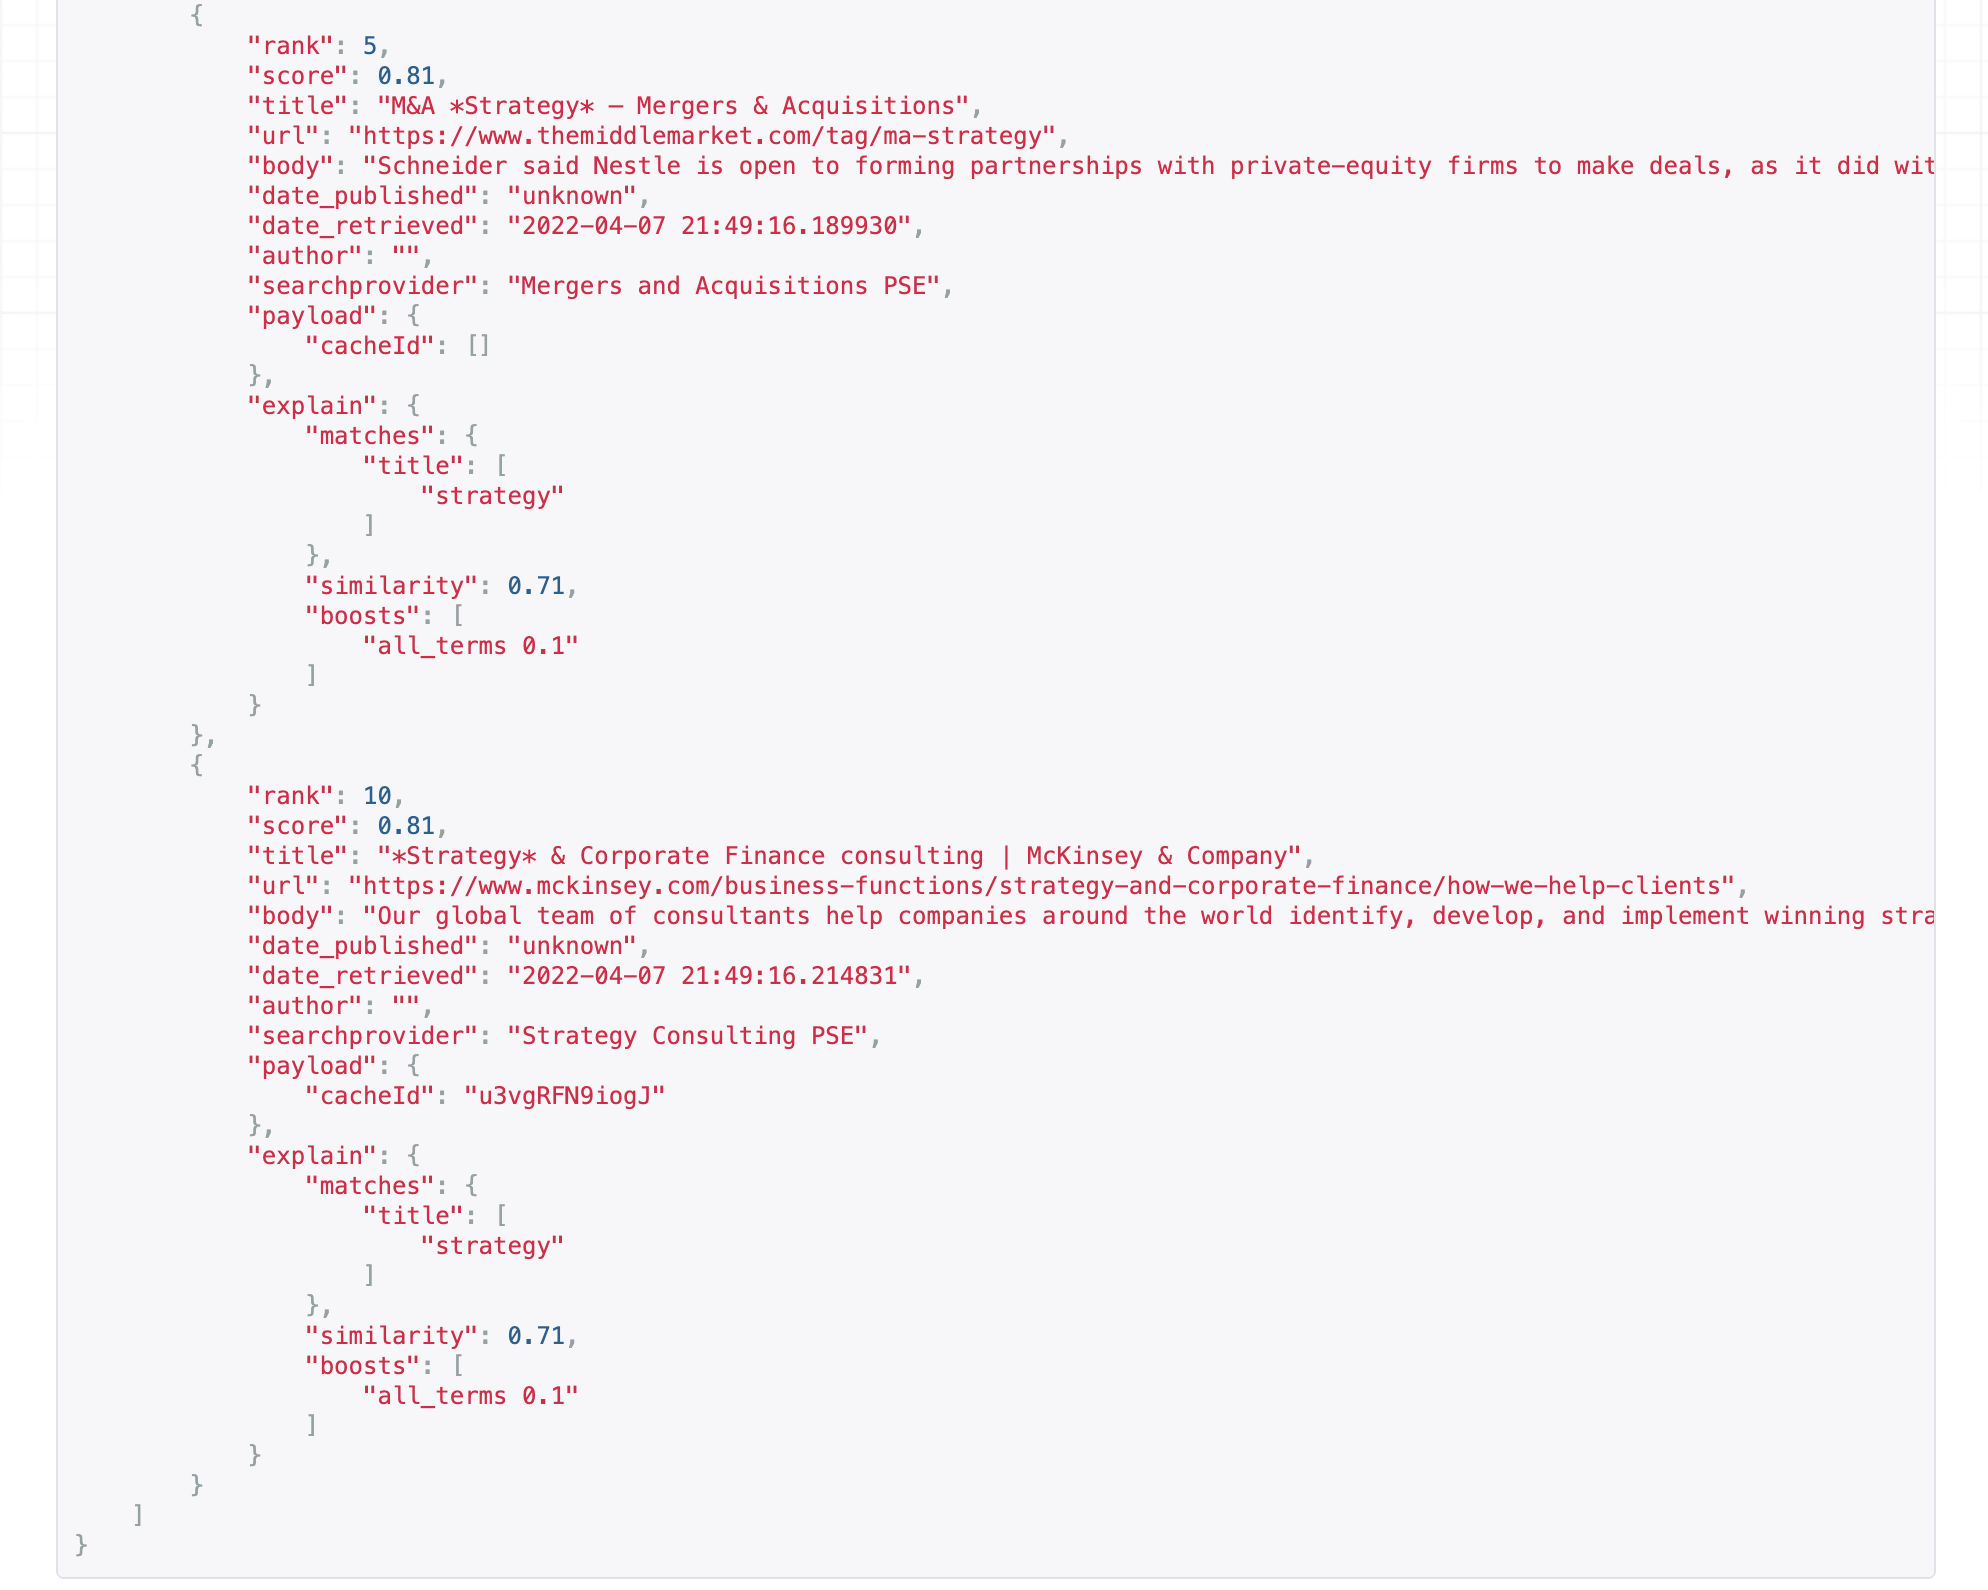 {
"rank": 5,
"score": 0.81,
"title": "M&A *Strategy* – Mergers & Acquisitions",
"url": "https://www.themiddlemarket.com/tag/ma-strategy",
"body": "Schneider said Nestle is open to forming partnerships with private-equity firms to make deals, as it did wit
"date_published": "unknown",
"date_retrieved": "2022-04-07 21:49:16.189930",
"author": "",
"searchprovider": "Mergers and Acquisitions PSE",
"payload": {
"cacheId": []
},
"explain": {
"matches": {
"title": [
"strategy"
]
},
"similarity": 0.71,
"boosts": [
"all_terms 0.1"
]
}
},
{
"rank": 10,
"score": 0.81,
"title": "*Strategy* & Corporate Finance consulting | McKinsey & Company",
"url": "https://www.mckinsey.com/business-functions/strategy-and-corporate-finance/how-we-help-clients",
"body": "Our global team of consultants help companies around the world identify, develop, and implement winning stra
"date_published": "unknown",
"date_retrieved": "2022-04-07 21:49:16.214831",
"author": "",
"searchprovider": "Strategy Consulting PSE",
"payload": {
"cacheId": "u3vgRFN9iogJ"
},
"explain": {
"matches": {
"title": [
"strategy"
]
},
"similarity": 0.71,
"boosts": [
"all_terms 0.1"
]
}
}
]
}